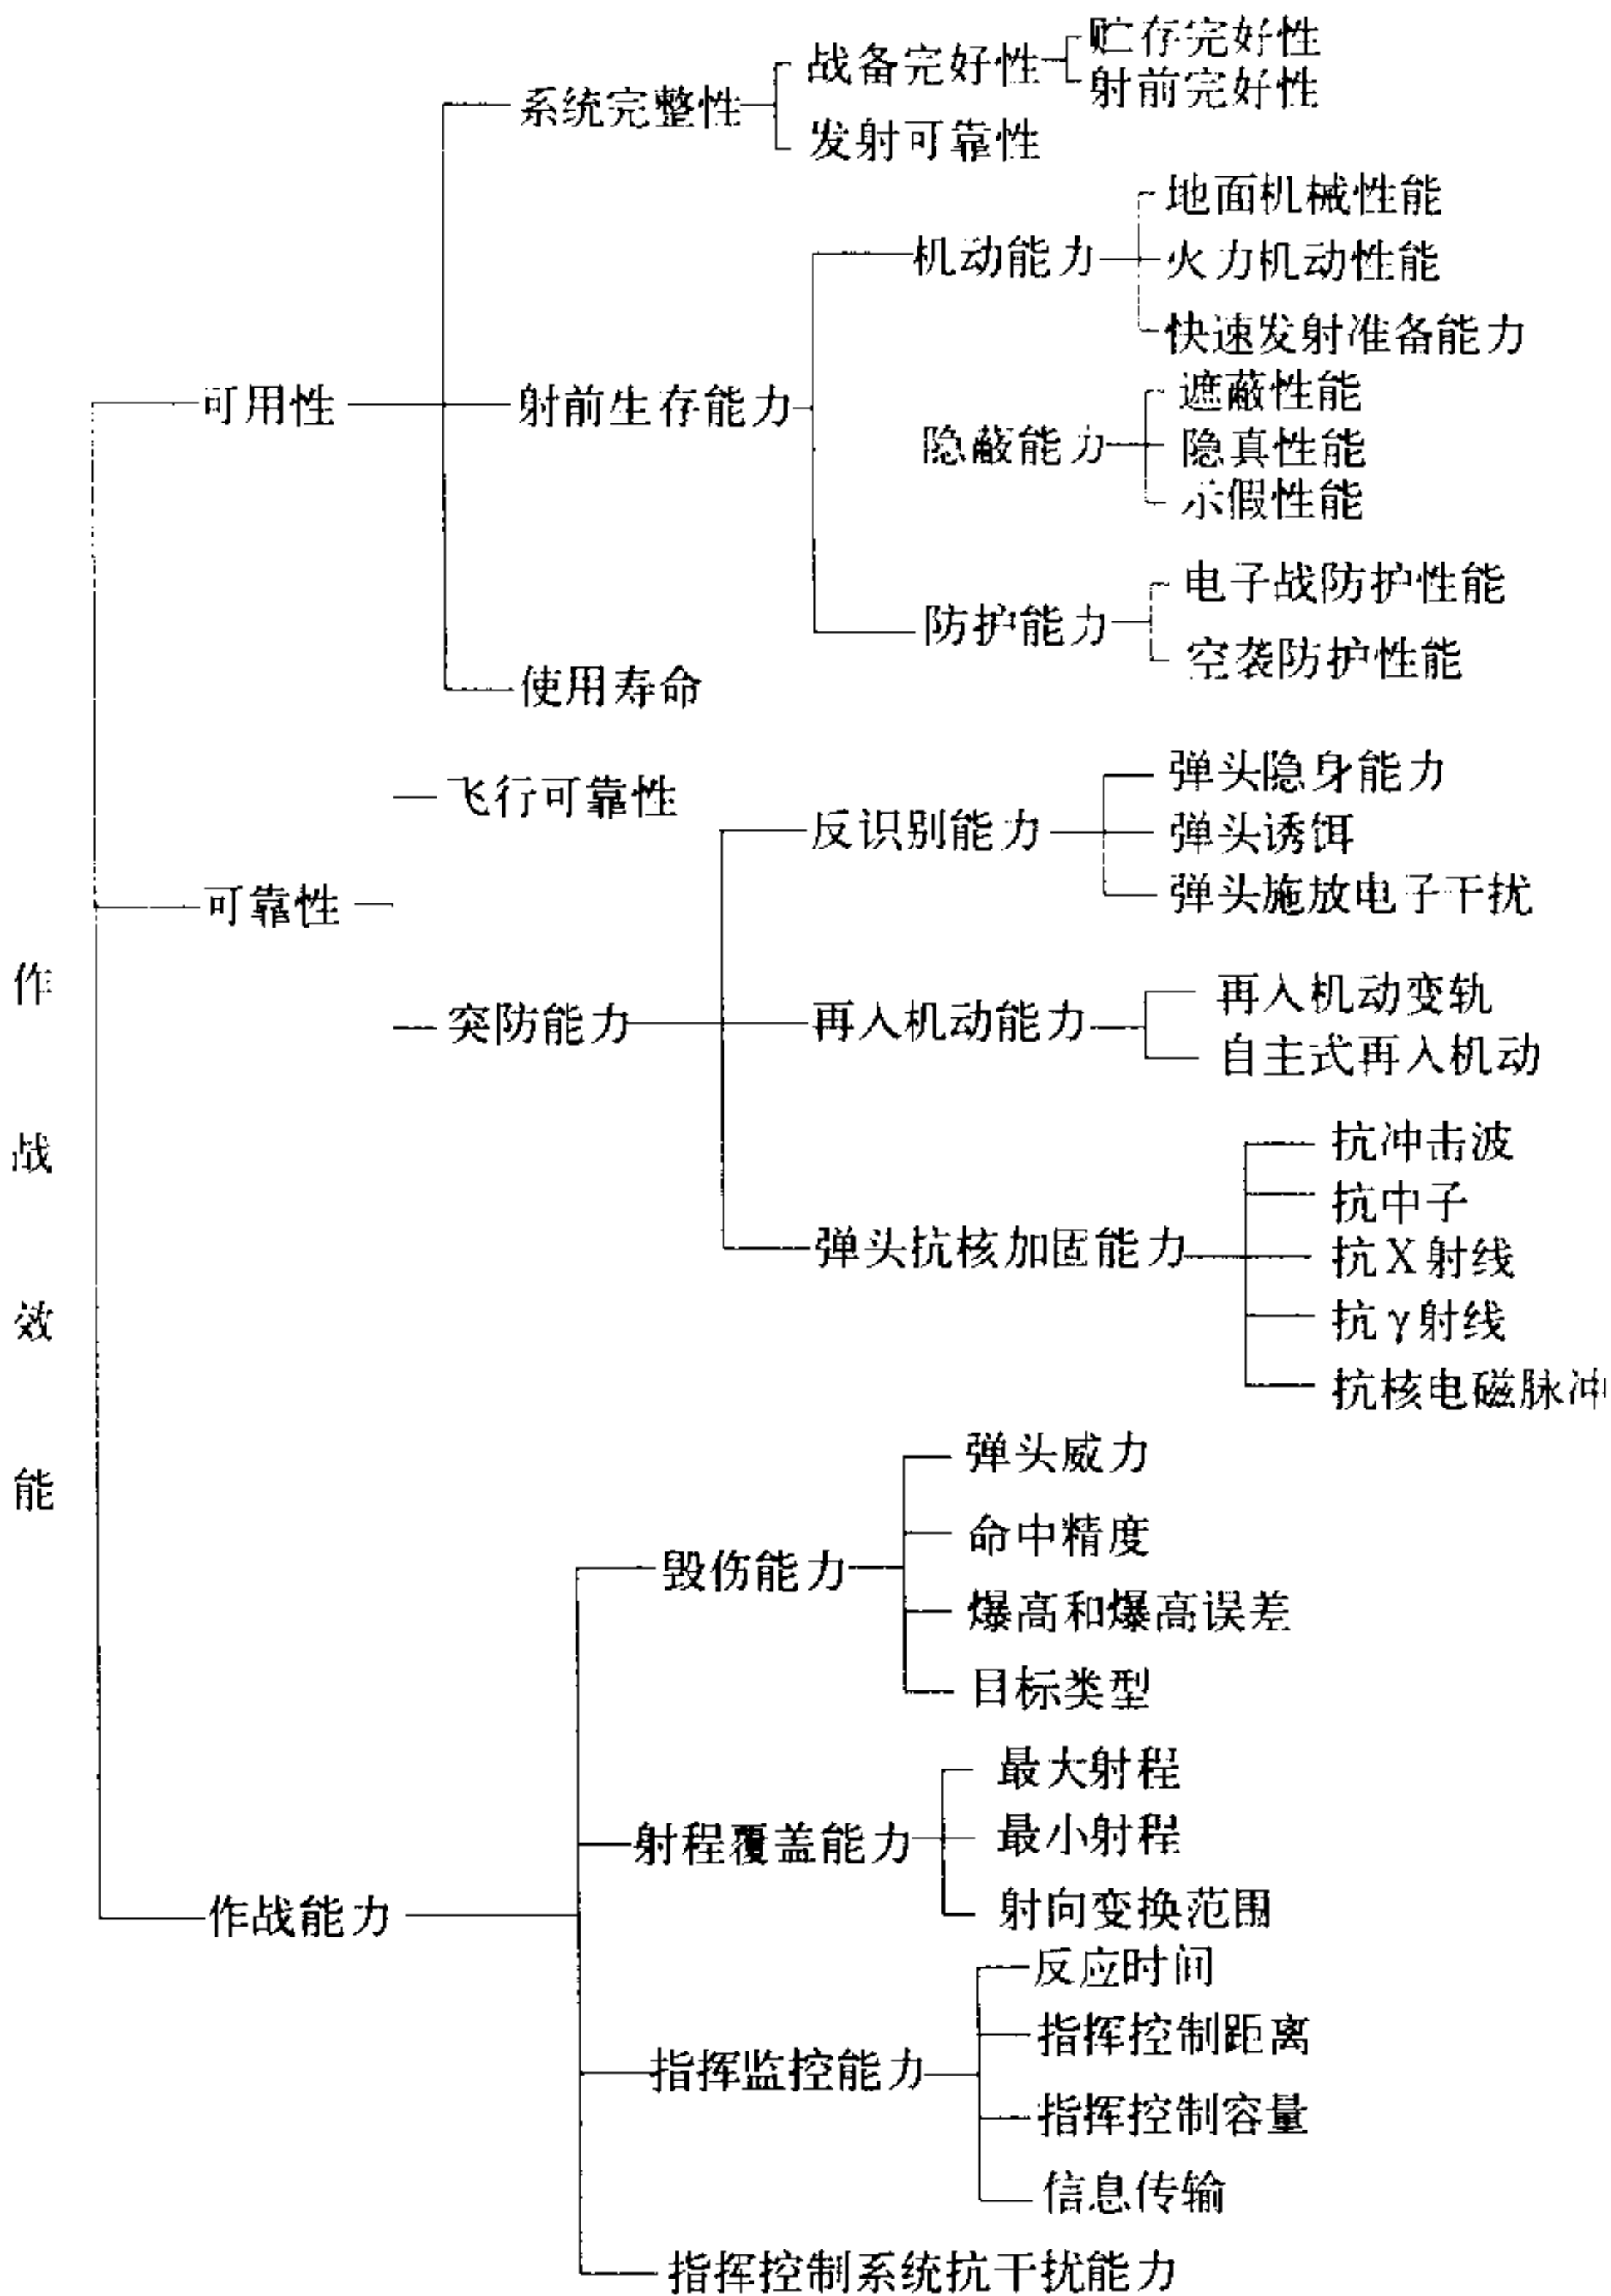 作战效能
可用性
系统完整性
战备完好性
贮存完好性
射前完好性
发射可靠性
射前生存能力
机动能力
地面机械性能
火力机动性能
快速发射准备能力
隐蔽能力
遮蔽性能
隐真性能
示假性能
防护能力
电子战防护性能
空袭防护性能
使用寿命
可靠性
飞行可靠性
突防能力
反识别能力
弹头隐身能力
弹头诱饵
弹头施放电子干扰
再入机动能力
再入机动变轨
自主式再入机动
弹头抗核加固能力
抗冲击波
抗中子
抗X射线
抗γ射线
抗核电磁脉冲
作战能力
毁伤能力
弹头威力
命中精度
爆高和爆高误差
目标类型
射程覆盖能力
最大射程
最小射程
射向变换范围
指挥监控能力
反应时间
指挥控制距离
指挥控制容量
信息传输
指挥控制系统抗干扰能力